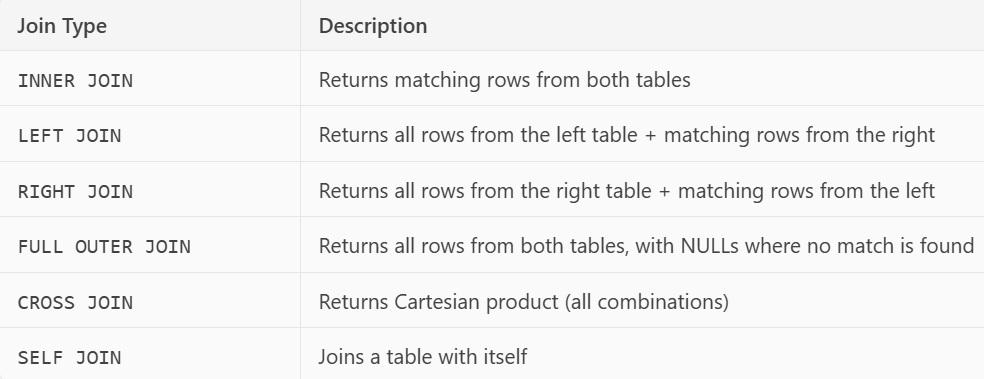 Join Type Description
INNER JOIN Returns matching rows from both tables
LEFT JOIN Returns all rows from the left table + matching rows from the right
RIGHT JOIN Returns all rows from the right table + matching rows from the left
FULL OUTER JOIN Returns all rows from both tables, with NULLs where no match is found
CROSS JOIN Returns Cartesian product (all combinations)
SELF JOIN Joins a table with itself